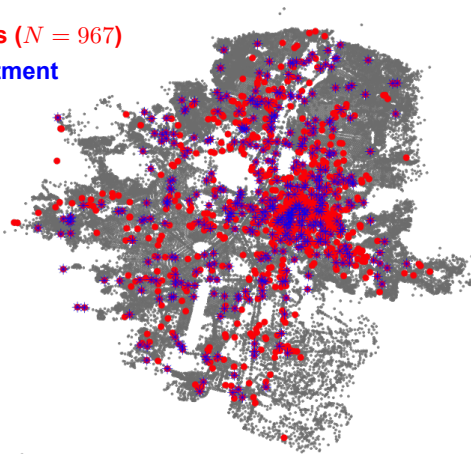 s (N = 967)
tment